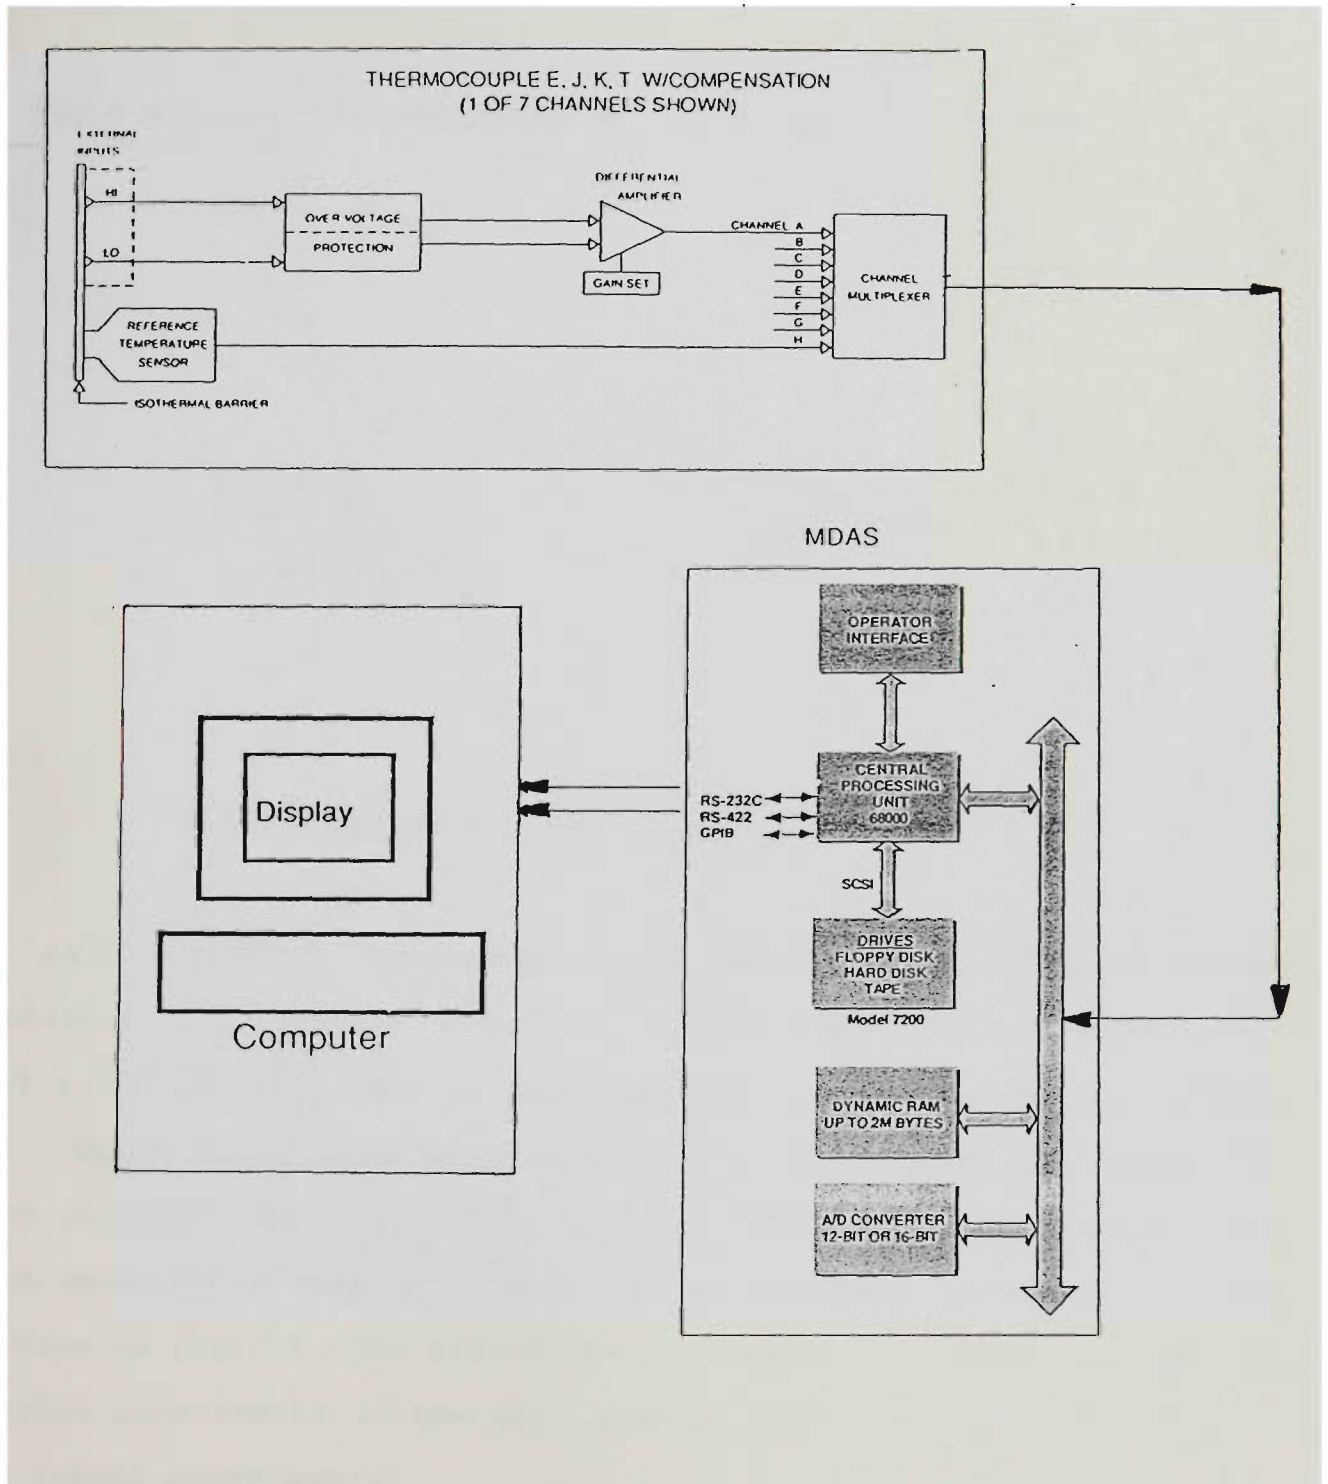 THERMOCOUPLE E, J, K, T W/COMPENSATION
(1 OF 7 CHANNELS SHOWN)
EXTERNAL
INPUTS
HI
LO
OVER VOLTAGE
PROTECTION
DIFFERENTIAL
AMPLIFIER
GAIN SET
CHANNEL A
B
C
D
E
F
G
H
CHANNEL
MULTIPLEXER
REFERENCE
TEMPERATURE
SENSOR
ISOTHERMAL BARRIER
MDAS
OPERATOR
INTERFACE
CENTRAL
PROCESSING
UNIT
68000
RS-232C
RS-422
GPIB
SCSI
DRIVES
FLOPPY DISK
HARD DISK
TAPE
Model 7200
DYNAMIC RAM
UP TO 2M BYTES
A/D CONVERTER
12-BIT OR 16-BIT
Display
Computer